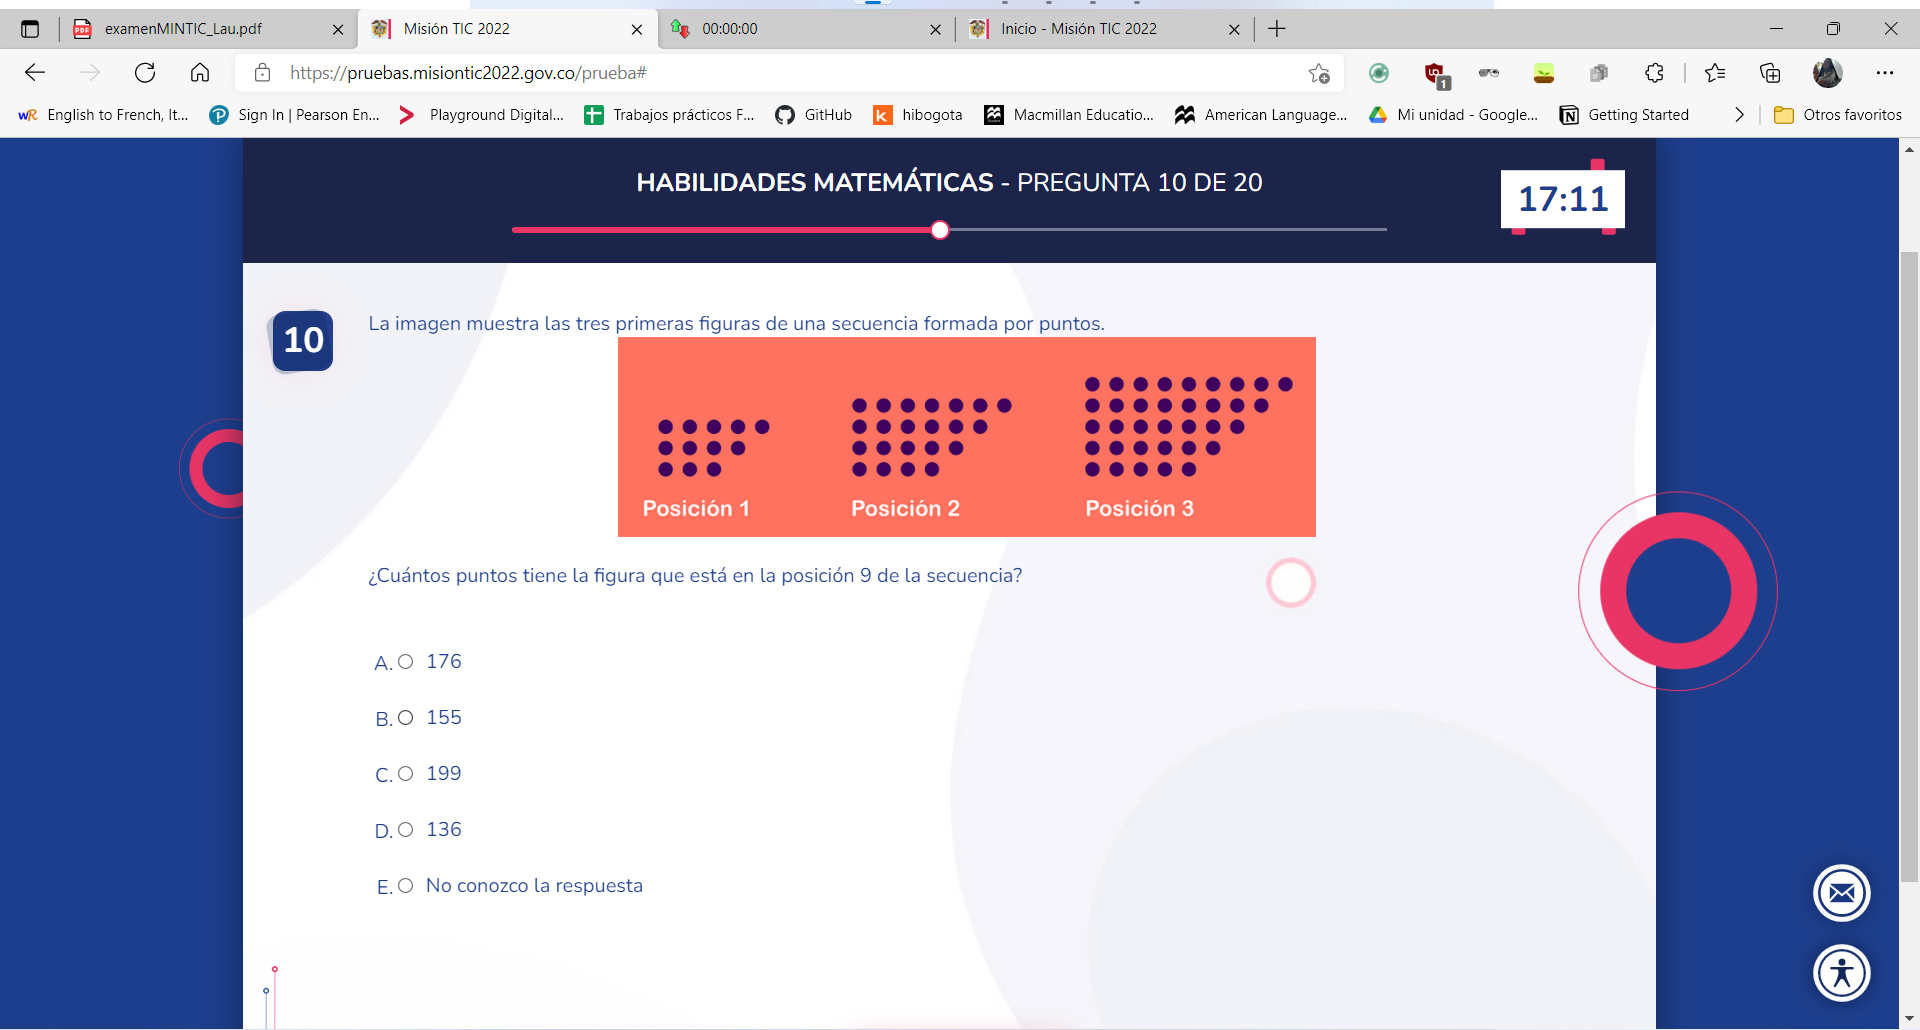 examenMINTIC_Lau.pdf
Misión TIC 2022
00:00:00
Inicio - Misión TIC 2022
https://pruebas.misiontic2022.gov.co/prueba#
1
English to French, It...
Sign In | Pearson En...
Playground Digital...
Trabajos prácticos F...
GitHub
hibogota
Macmillan Educatio...
American Language...
Mi unidad - Google...
Getting Started
Otros favoritos
HABILIDADES MATEMÁTICAS - PREGUNTA 10 DE 20
17:11
10
La imagen muestra las tres primeras figuras de una secuencia formada por puntos.
Posición 1
Posición 2
Posición 3
¿Cuántos puntos tiene la figura que está en la posición 9 de la secuencia?
A. 176
B. 155
C. 199
D. 136
E. No conozco la respuesta